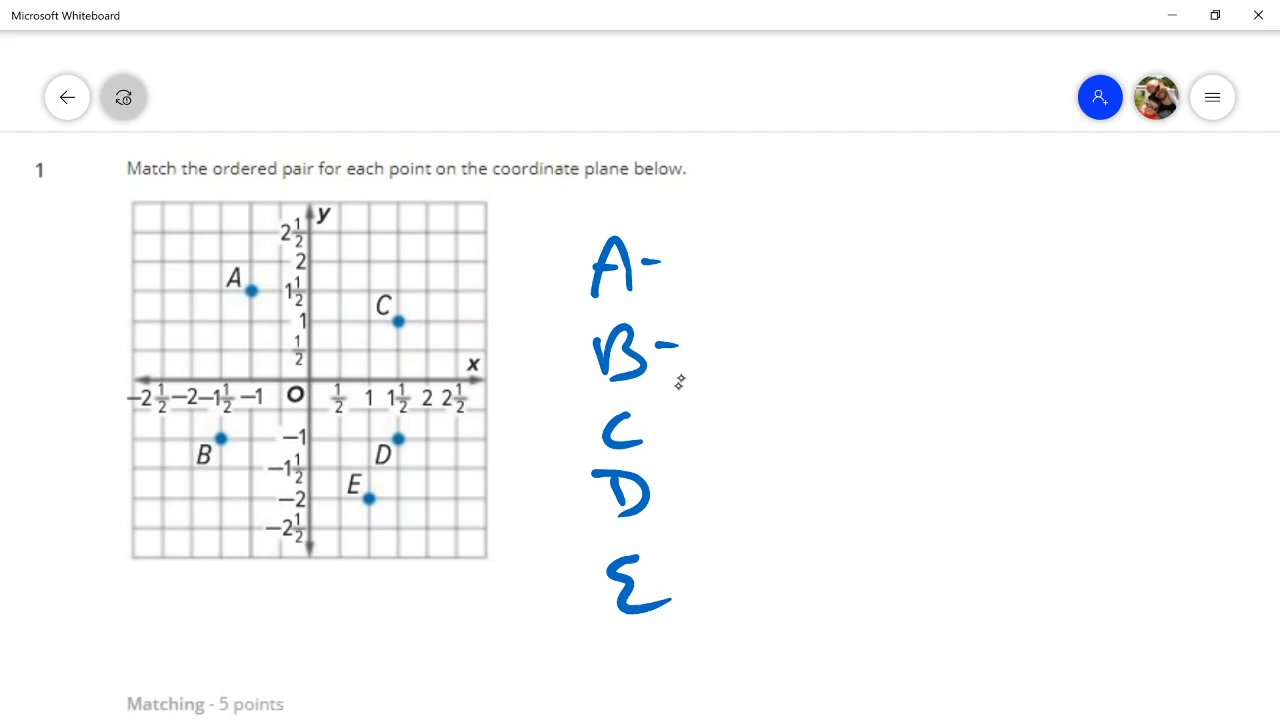 Microsoft Whiteboard
1 Match the ordered pair for each point on the coordinate plane below.
y
2 1/2
2
A
1 1/2
C
1
1/2
x
−2 1/2 −2 −1 1/2 −1 O 1/2 1 1 1/2 2 2 1/2
−1
B
D
−1 1/2
E
−2
−2 1/2
A-
B-
C
D
E
Matching - 5 points